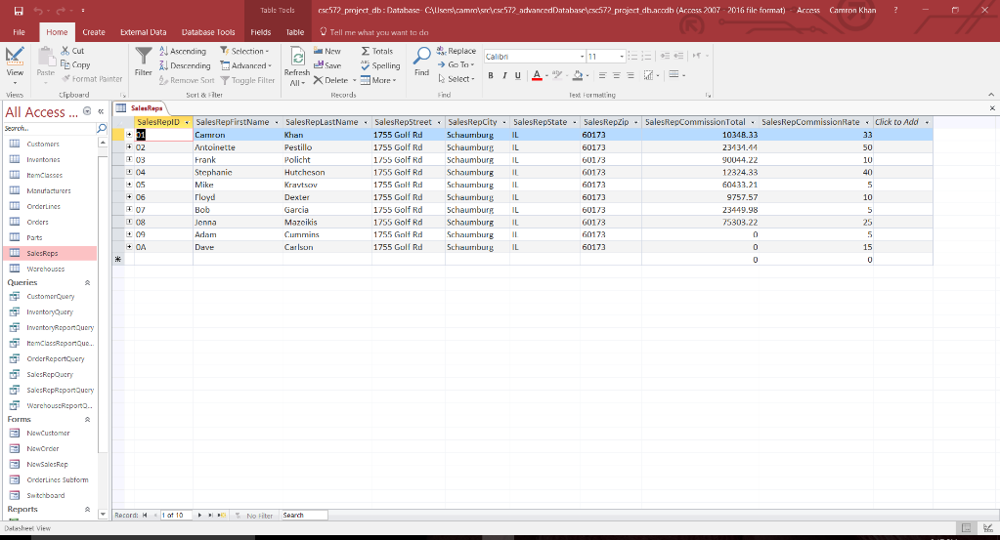 Table Tools csc572_project_db : Database- C:\Users\camro\src\csc572_advancedDatabase\csc572_project_db.accdb (Access 2007 - 2016 file format) - Access Camron Khan ?
File Home Create External Data Database Tools Fields Table Tell me what you want to do
View Paste Cut Copy Format Painter Filter Ascending Descending Remove Sort Selection Advanced Toggle Filter Refresh All New Save Delete Totals Spelling More Find Replace Go To Select Calibri 11 B I U A
Views Clipboard Sort & Filter Records Find Text Formatting
All Access ... «
Search..
Customers
Inventories
ItemClasses
Manufacturers
OrderLines
Orders
Parts
SalesReps
Warehouses
Queries
CustomerQuery
InventoryQuery
InventoryReportQuery
ItemClassReportQue...
OrderReportQuery
SalesRepQuery
SalesRepReportQuery
WarehouseReportQ...
Forms
NewCustomer
NewOrder
NewSalesRep
OrderLines Subform
Switchboard
Reports
SalesReps
SalesRepID SalesRepFirstName SalesRepLastName SalesRepStreet SalesRepCity SalesRepState SalesRepZip SalesRepCommissionTotal SalesRepCommissionRate Click to Add
01 Camron Khan 1755 Golf Rd Schaumburg IL 60173 10348.33 33
02 Antoinette Pestillo 1755 Golf Rd Schaumburg IL 60173 23434.44 50
03 Frank Policht 1755 Golf Rd Schaumburg IL 60173 90044.22 10
04 Stephanie Hutcheson 1755 Golf Rd Schaumburg IL 60173 12324.33 40
05 Mike Kravtsov 1755 Golf Rd Schaumburg IL 60173 60433.21 5
06 Floyd Dexter 1755 Golf Rd Schaumburg IL 60173 9757.57 10
07 Bob Garcia 1755 Golf Rd Schaumburg IL 60173 23449.98 5
08 Jenna Mazeikis 1755 Golf Rd Schaumburg IL 60173 75303.22 25
09 Adam Cummins 1755 Golf Rd Schaumburg IL 60173 0 5
0A Dave Carlson 1755 Golf Rd Schaumburg IL 60173 0 15
0 0
Record: 1 of 10 No Filter Search
Datasheet View